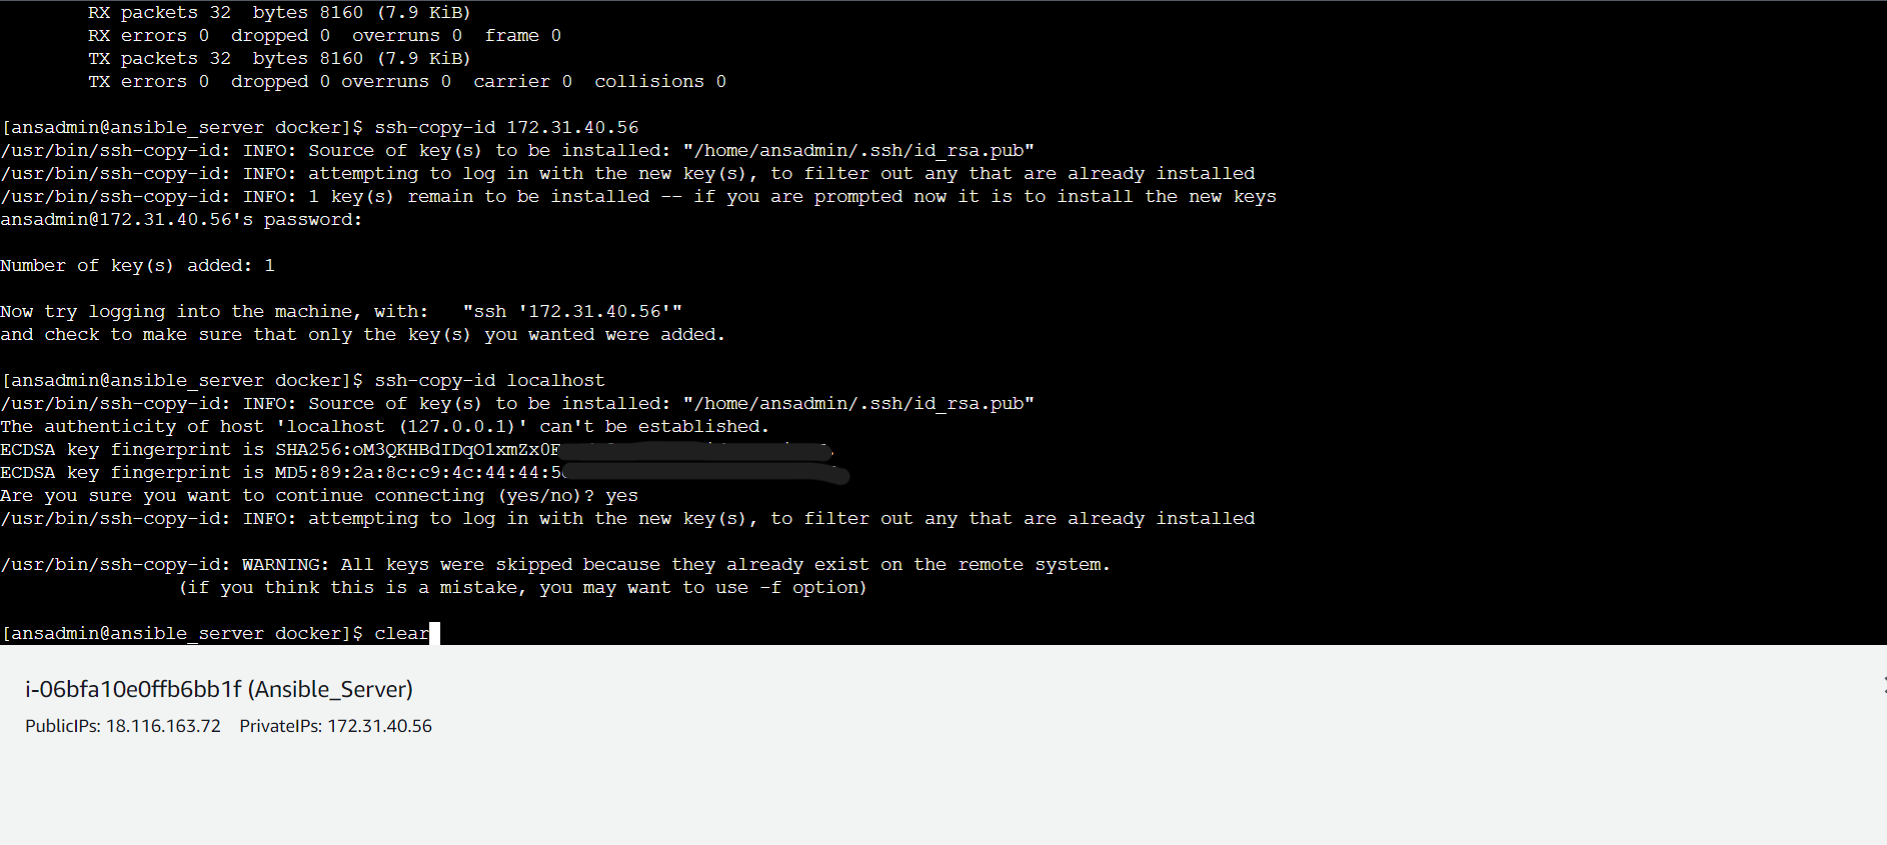 RX packets 32  bytes 8160 (7.9 KiB)
RX errors 0  dropped 0  overruns 0  frame 0
TX packets 32  bytes 8160 (7.9 KiB)
TX errors 0  dropped 0 overruns 0  carrier 0  collisions 0
[ansadmin@ansible_server docker]$ ssh-copy-id 172.31.40.56
/usr/bin/ssh-copy-id: INFO: Source of key(s) to be installed: "/home/ansadmin/.ssh/id_rsa.pub"
/usr/bin/ssh-copy-id: INFO: attempting to log in with the new key(s), to filter out any that are already installed
/usr/bin/ssh-copy-id: INFO: 1 key(s) remain to be installed -- if you are prompted now it is to install the new keys
ansadmin@172.31.40.56's password:
Number of key(s) added: 1
Now try logging into the machine, with:   "ssh '172.31.40.56'"
and check to make sure that only the key(s) you wanted were added.
[ansadmin@ansible_server docker]$ ssh-copy-id localhost
/usr/bin/ssh-copy-id: INFO: Source of key(s) to be installed: "/home/ansadmin/.ssh/id_rsa.pub"
The authenticity of host 'localhost (127.0.0.1)' can't be established.
ECDSA key fingerprint is SHA256:oM3QKHBdIDqO1xmZx0
ECDSA key fingerprint is MD5:89:2a:8c:c9:4c:44:44:5
Are you sure you want to continue connecting (yes/no)? yes
/usr/bin/ssh-copy-id: INFO: attempting to log in with the new key(s), to filter out any that are already installed
/usr/bin/ssh-copy-id: WARNING: All keys were skipped because they already exist on the remote system.
(if you think this is a mistake, you may want to use -f option)
[ansadmin@ansible_server docker]$ clear
i-06bfa10e0ffb6bb1f (Ansible_Server)
PublicIPs: 18.116.163.72    PrivateIPs: 172.31.40.56